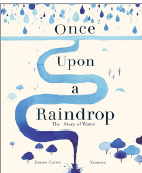 Once
Upon
a
Raindrop
The Story of Water
James Carter
Nomoco